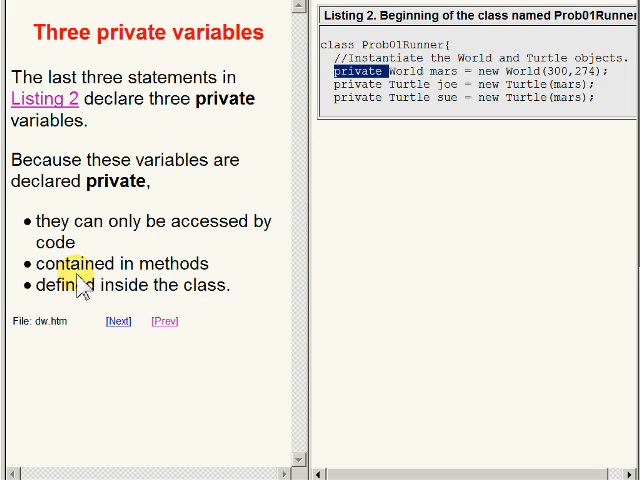 Three private variables
The last three statements in
Listing 2 declare three private
variables.
Because these variables are
declared private,
● they can only be accessed by
code
● contained in methods
● defined inside the class.
File: dw.htm [Next] [Prev]
Listing 2. Beginning of the class named Prob01Runner
class Prob01Runner{
//Instantiate the World and Turtle objects.
private World mars = new World(300,274);
private Turtle joe = new Turtle(mars);
private Turtle sue = new Turtle(mars);